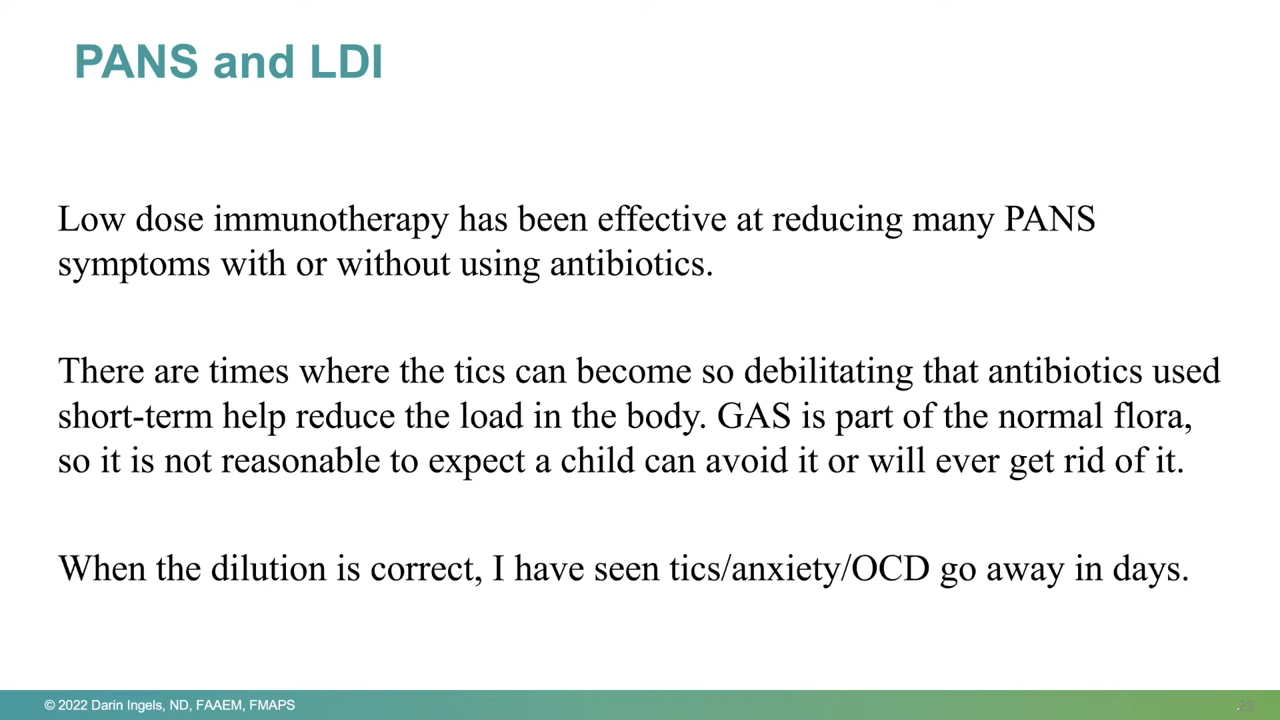 PANS and LDI
Low dose immunotherapy has been effective at reducing many PANS
symptoms with or without using antibiotics.
There are times where the tics can become so debilitating that antibiotics used
short-term help reduce the load in the body. GAS is part of the normal flora,
so it is not reasonable to expect a child can avoid it or will ever get rid of it.
When the dilution is correct, I have seen tics/anxiety/OCD go away in days.
© 2022 Darin Ingels, ND, FAAEM, FMAPS